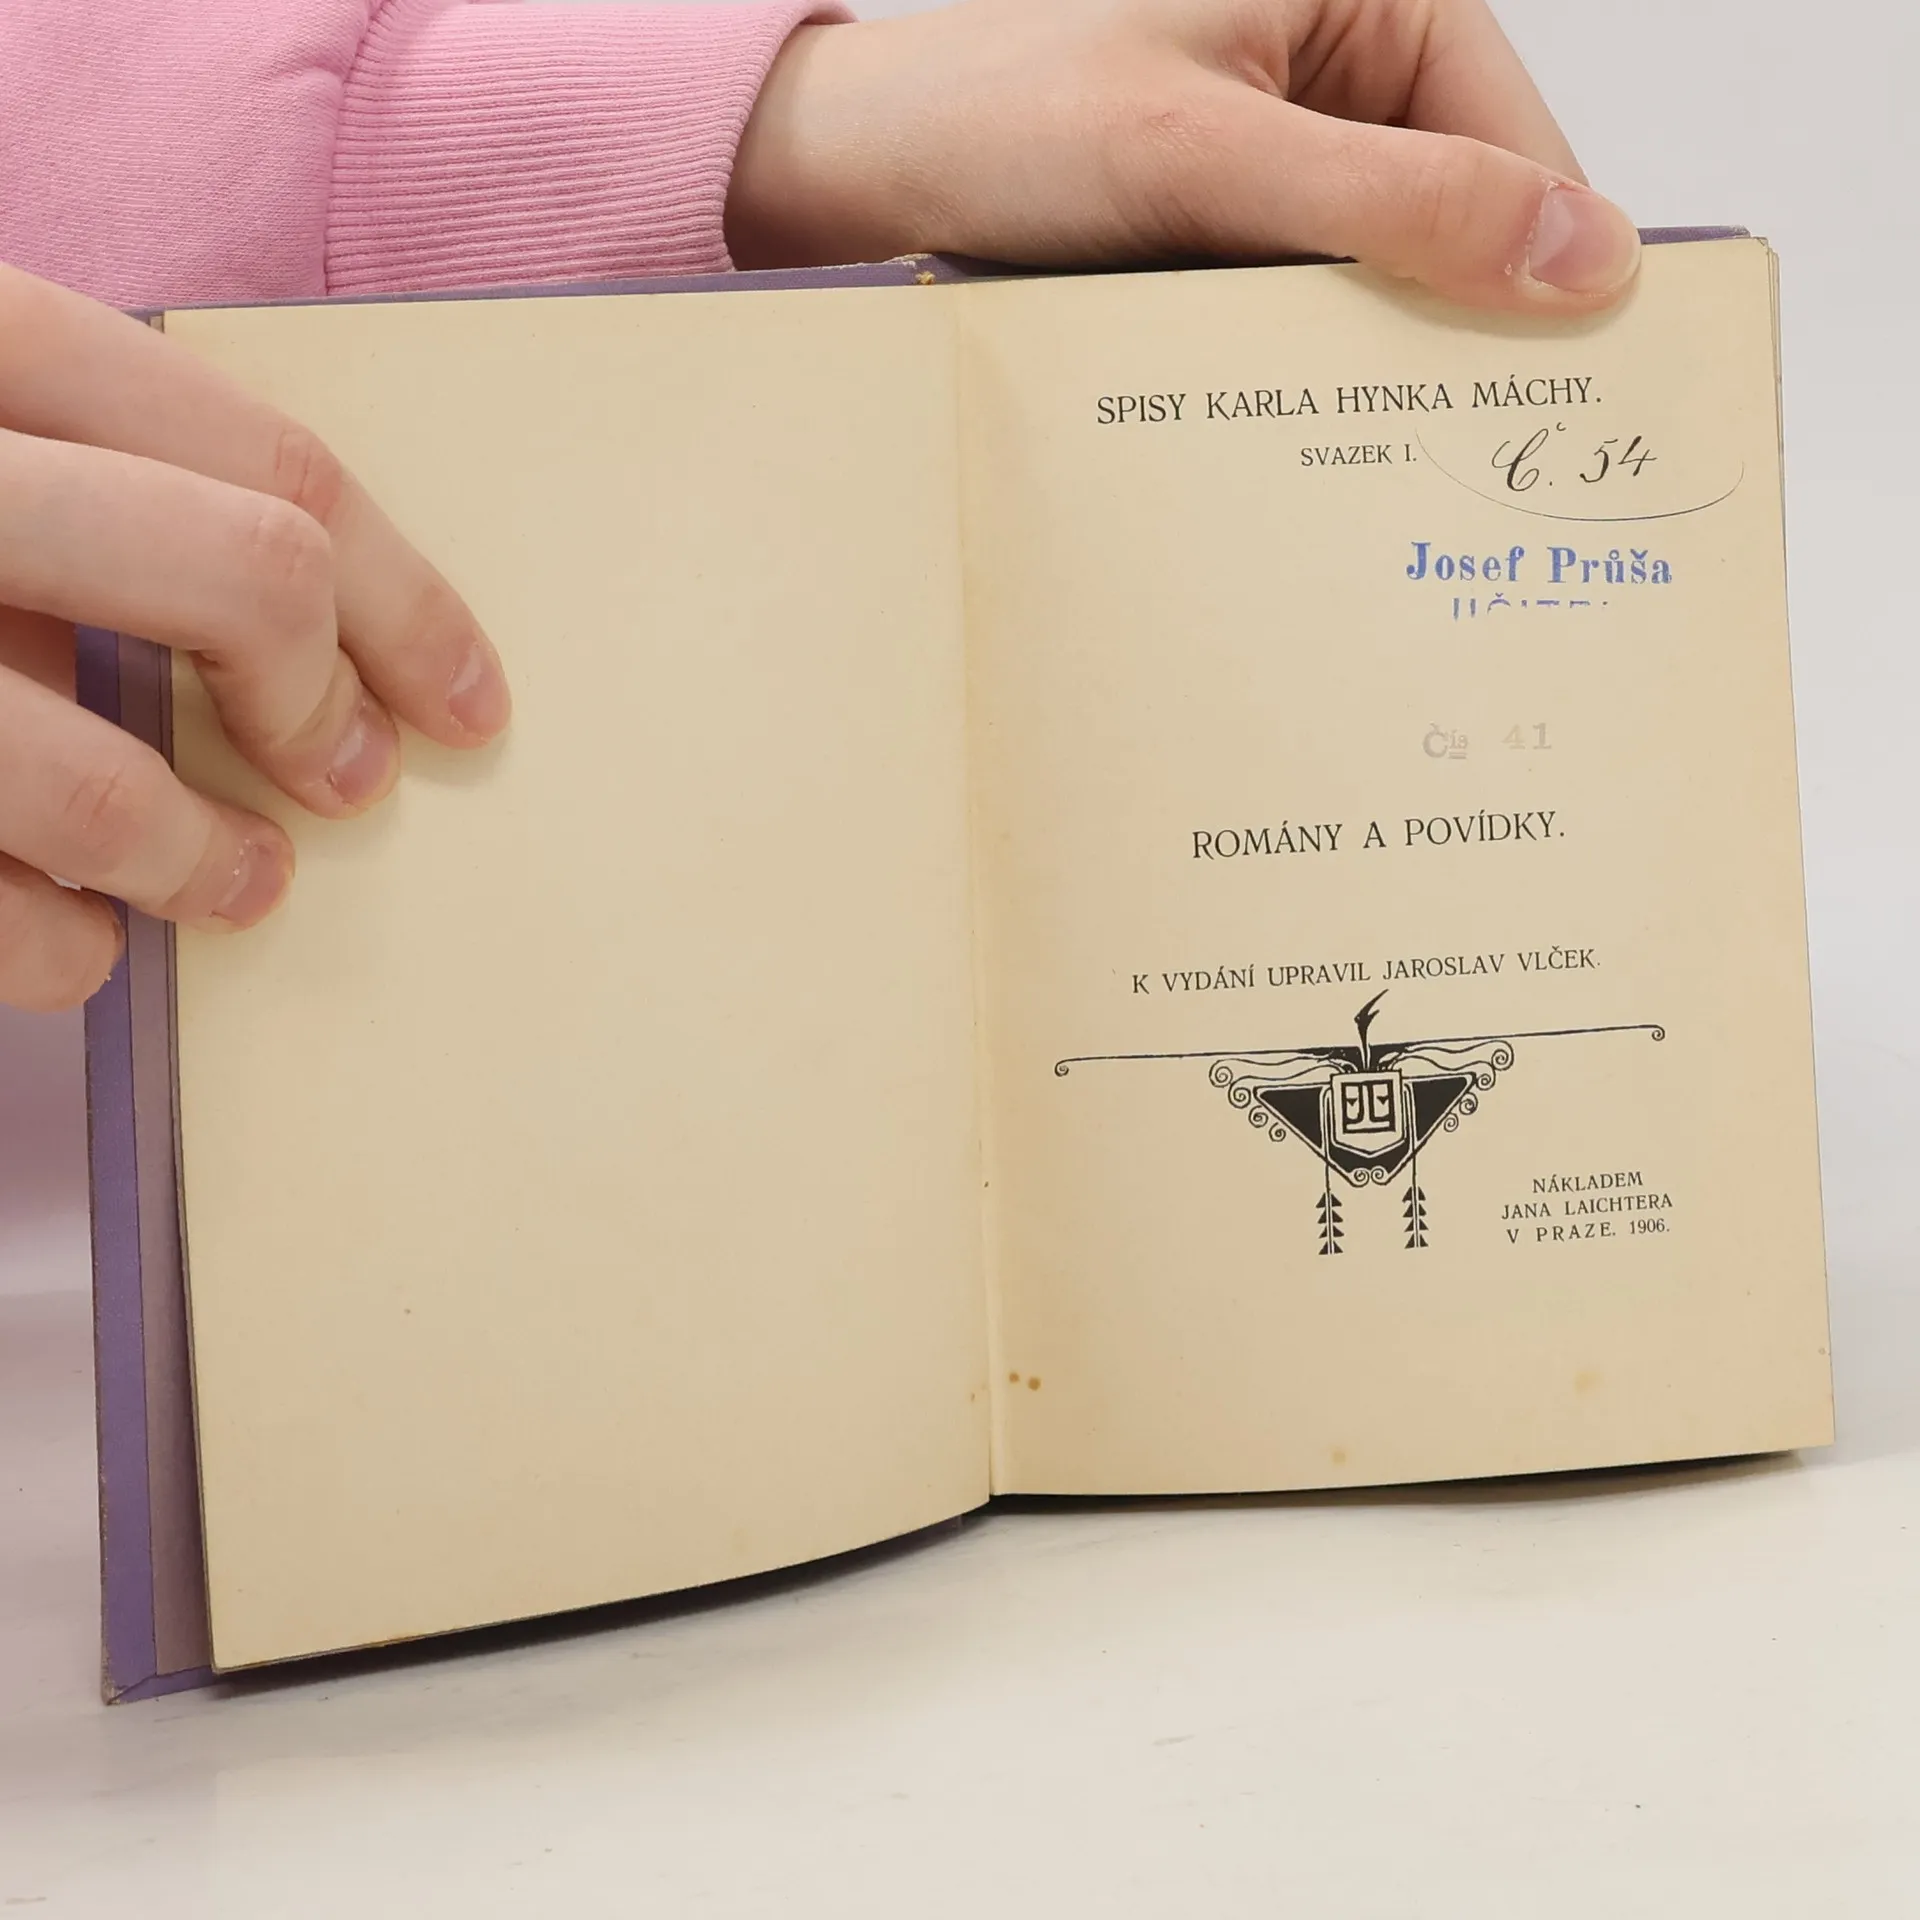 SPISY KARLA HYNKA MÁCHY.
SVAZEK I.
Č. 54
Josef Průša
Čís 41
ROMÁNY A POVÍDKY.
K VYDÁNÍ UPRAVIL JAROSLAV VLČEK.
JL
NÁKLADEM
JANA LAICHTERA
V PRAZE. 1906.